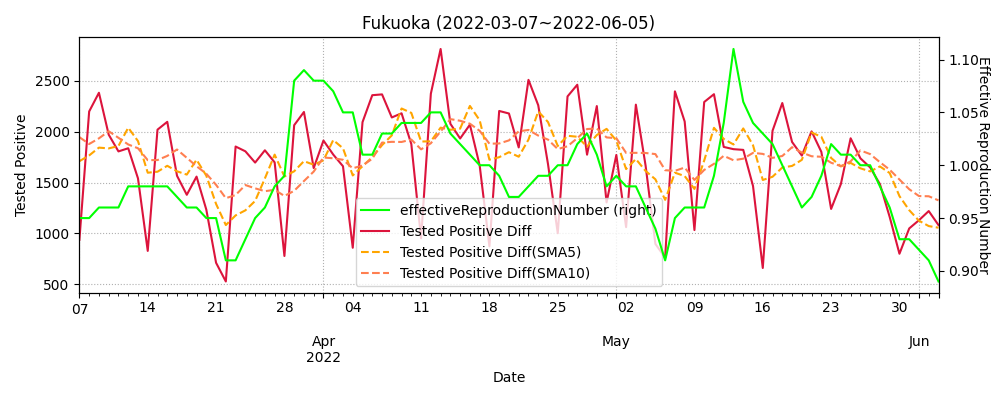 Fukuoka (2022-03-07~2022-06-05)
Tested Positive
2500
2000
1500
1000
500
1.10
1.05
1.00
0.95
0.90
Effective Reproduction Number
effectiveReproductionNumber (right)
Tested Positive Diff
Tested Positive Diff(SMA5)
Tested Positive Diff(SMA10)
07 14 21 28 04 11 18 25 02 09 16 23 30
Apr May Jun
2022
Date